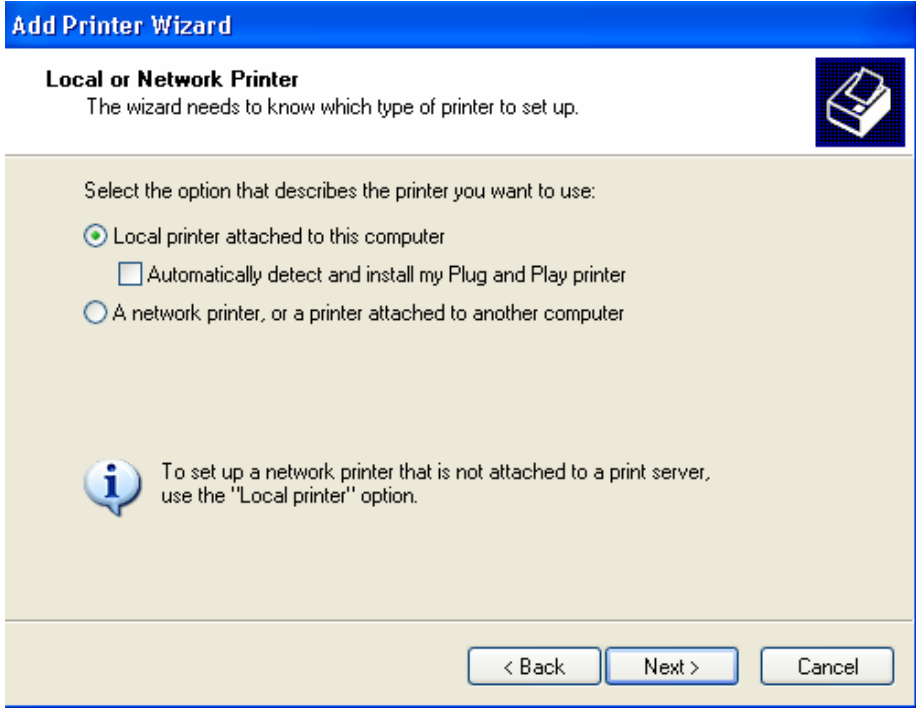 Add Printer Wizard
Local or Network Printer
The wizard needs to know which type of printer to set up.
Select the option that describes the printer you want to use:
Local printer attached to this computer
Automatically detect and install my Plug and Play printer
A network printer, or a printer attached to another computer
To set up a network printer that is not attached to a print server,
use the "Local printer" option.
< Back Next > Cancel